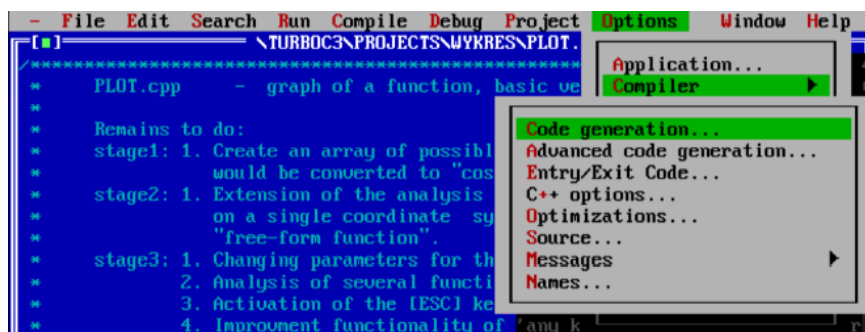 - File Edit Search Run Compile Debug Project Options Window Help
[■] \TURBOC3\PROJECTS\WYKRES\PLOT.
/*******************************************************
* PLOT.cpp - graph of a function, basic ve
*
* Remains to do:
* stage1: 1. Create an array of possibl
* would be converted to "cos
* stage2: 1. Extension of the analysis
* on a single coordinate sy
* "free-form function".
* stage3: 1. Changing parameters for th
* 2. Analysis of several functi
* 3. Activation of the [ESC] ke
* 4. Improvment functionality of 'any k
Application...
Compiler
Code generation...
Advanced code generation...
Entry/Exit Code...
C++ options...
Optimizations...
Source...
Messages
Names...